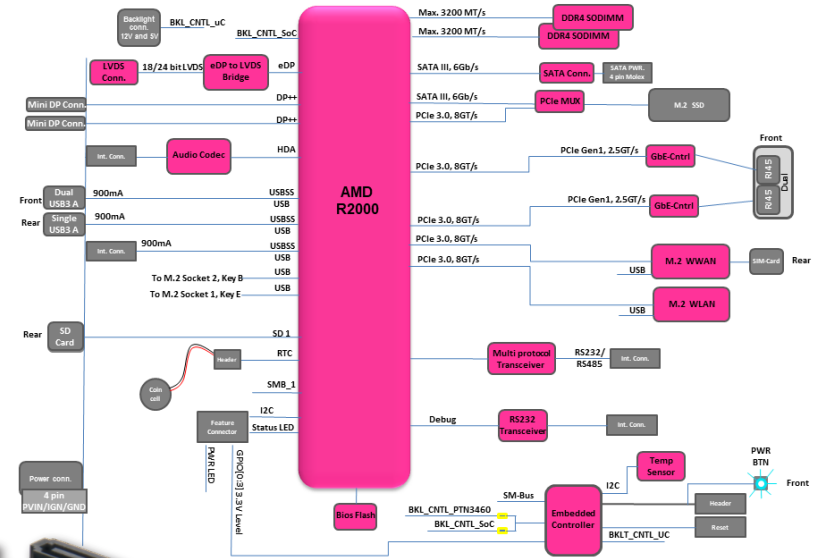 Backlight
conn.
12V and 5V
BKL_CNTL_uC
BKL_CNTL_SoC
LVDS
Conn.
18/24 bit LVDS
eDP to LVDS
Bridge
eDP
Mini DP Conn.
DP++
Mini DP Conn.
DP++
Int. Conn.
Audio Codec
HDA
Front
Dual
USB3 A
900mA
USBSS
USB
Rear
Single
USB3 A
900mA
USBSS
USB
Int. Conn.
900mA
USBSS
USB
To M.2 Socket 2, Key B
USB
To M.2 Socket 1, Key E
Rear
SD
Card
SD 1
Header
RTC
Coin
cell
SMB_1
Feature
Connector
I2C
Status LED
PWR LED
GPIO[0:3] 3.3V Level
Power conn.
4 pin
PVIN/IGN/GND
AMD
R2000
Bios Flash
Max. 3200 MT/s
DDR4 SODIMM
Max. 3200 MT/s
DDR4 SODIMM
SATA III, 6Gb/s
SATA Conn.
SATA PWR.
4 pin Molex
SATA III, 6Gb/s
PCIe 3.0, 8GT/s
PCIe MUX
M.2 SSD
PCIe 3.0, 8GT/s
PCIe Gen1, 2.5GT/s
GbE-Cntrl
Front
RJ45
RJ45
Dual
PCIe Gen1, 2.5GT/s
GbE-Cntrl
PCIe 3.0, 8GT/s
PCIe 3.0, 8GT/s
PCIe 3.0, 8GT/s
M.2 WWAN
USB
SIM-Card
Rear
M.2 WLAN
USB
Multi protocol
Transceiver
RS232/
RS485
Int. Conn.
Debug
RS232
Transceiver
Int. Conn.
Temp
Sensor
I2C
PWR
BTN
Front
SM-Bus
BKL_CNTL_PTN3460
BKL_CNTL_SoC
Embedded
Controller
Header
Reset
BKLT_CNTL_UC